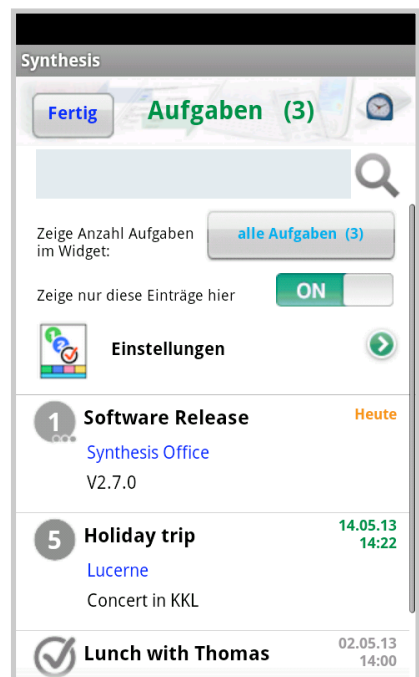 Synthesis
Fertig
Aufgaben (3)
Zeige Anzahl Aufgaben
im Widget:
alle Aufgaben (3)
Zeige nur diese Einträge hier
ON
1
2
Einstellungen
1
Software Release
Heute
Synthesis Office
V2.7.0
5
Holiday trip
14.05.13
14:22
Lucerne
Concert in KKL
Lunch with Thomas
02.05.13
14:00